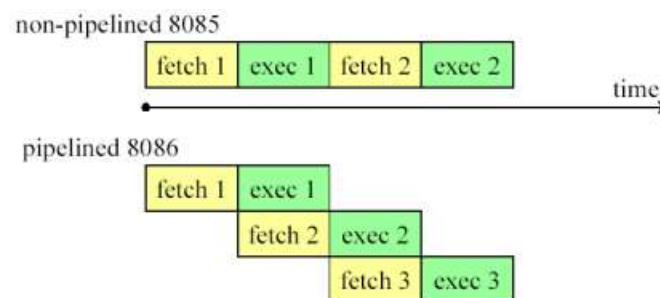 non-pipelined 8085
fetch 1 exec 1 fetch 2 exec 2
time
pipelined 8086
fetch 1 exec 1
fetch 2 exec 2
fetch 3 exec 3